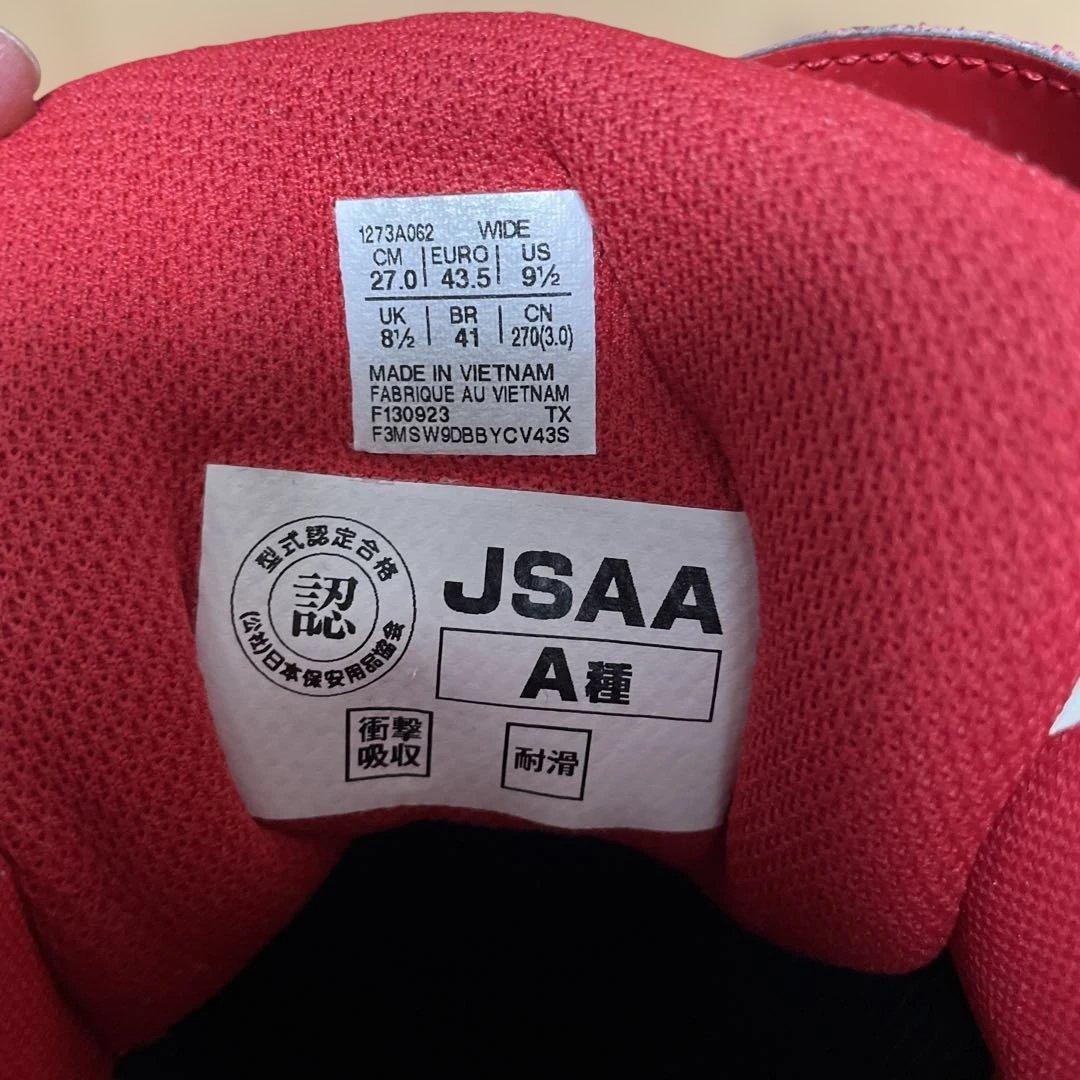 1273A062 WIDE
CM EURO US
27.0 43.5 9½
UK BR CN
8½ 41 270(3.0)
MADE IN VIETNAM
FABRIQUE AU VIETNAM
F130923 TX
F3MSW9DBBYCV43S
型式認定合格
認
(公社)日本保安用品協会
JSAA
A種
衝撃
吸収
耐滑